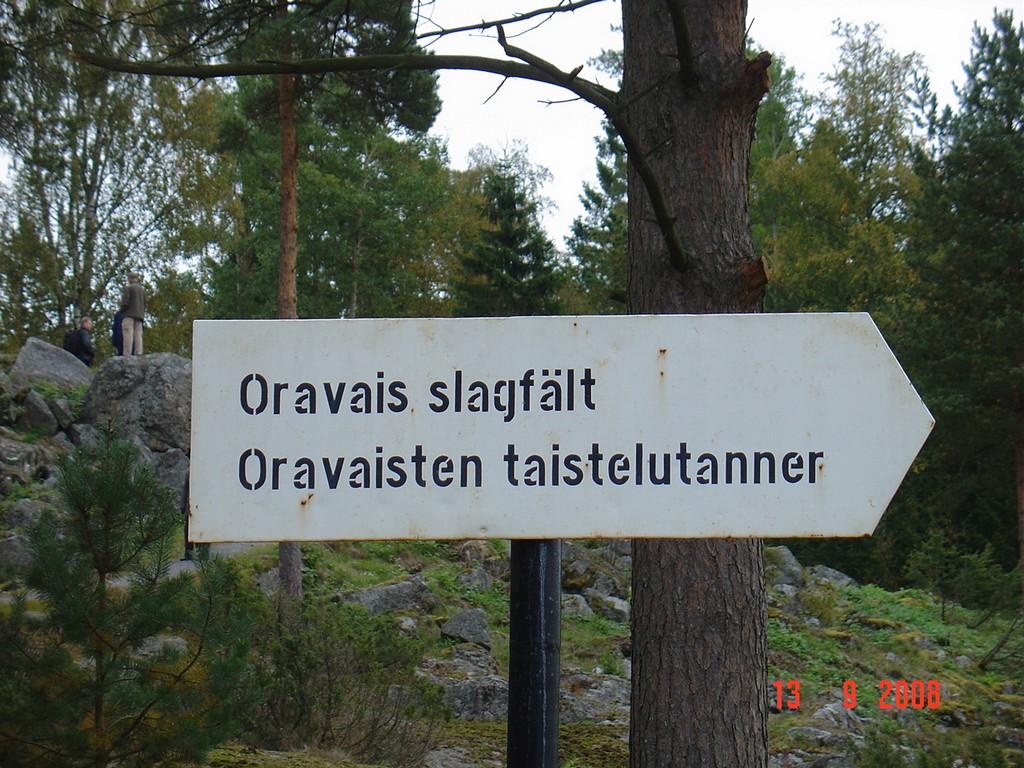 Oravais slagfält
Oravaisten taistelutanner
13 9 2008